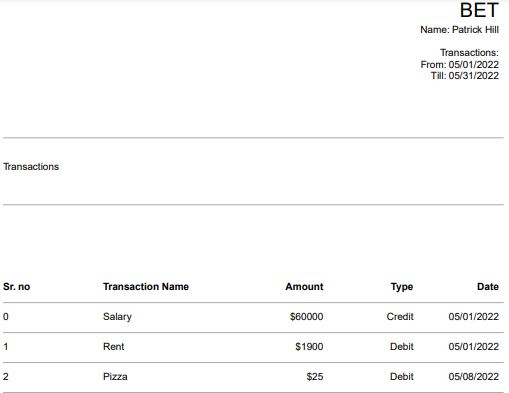 BET
Name: Patrick Hill
Transactions:
From: 05/01/2022
Till: 05/31/2022
Transactions
Sr. no Transaction Name Amount Type Date
0 Salary $60000 Credit 05/01/2022
1 Rent $1900 Debit 05/01/2022
2 Pizza $25 Debit 05/08/2022